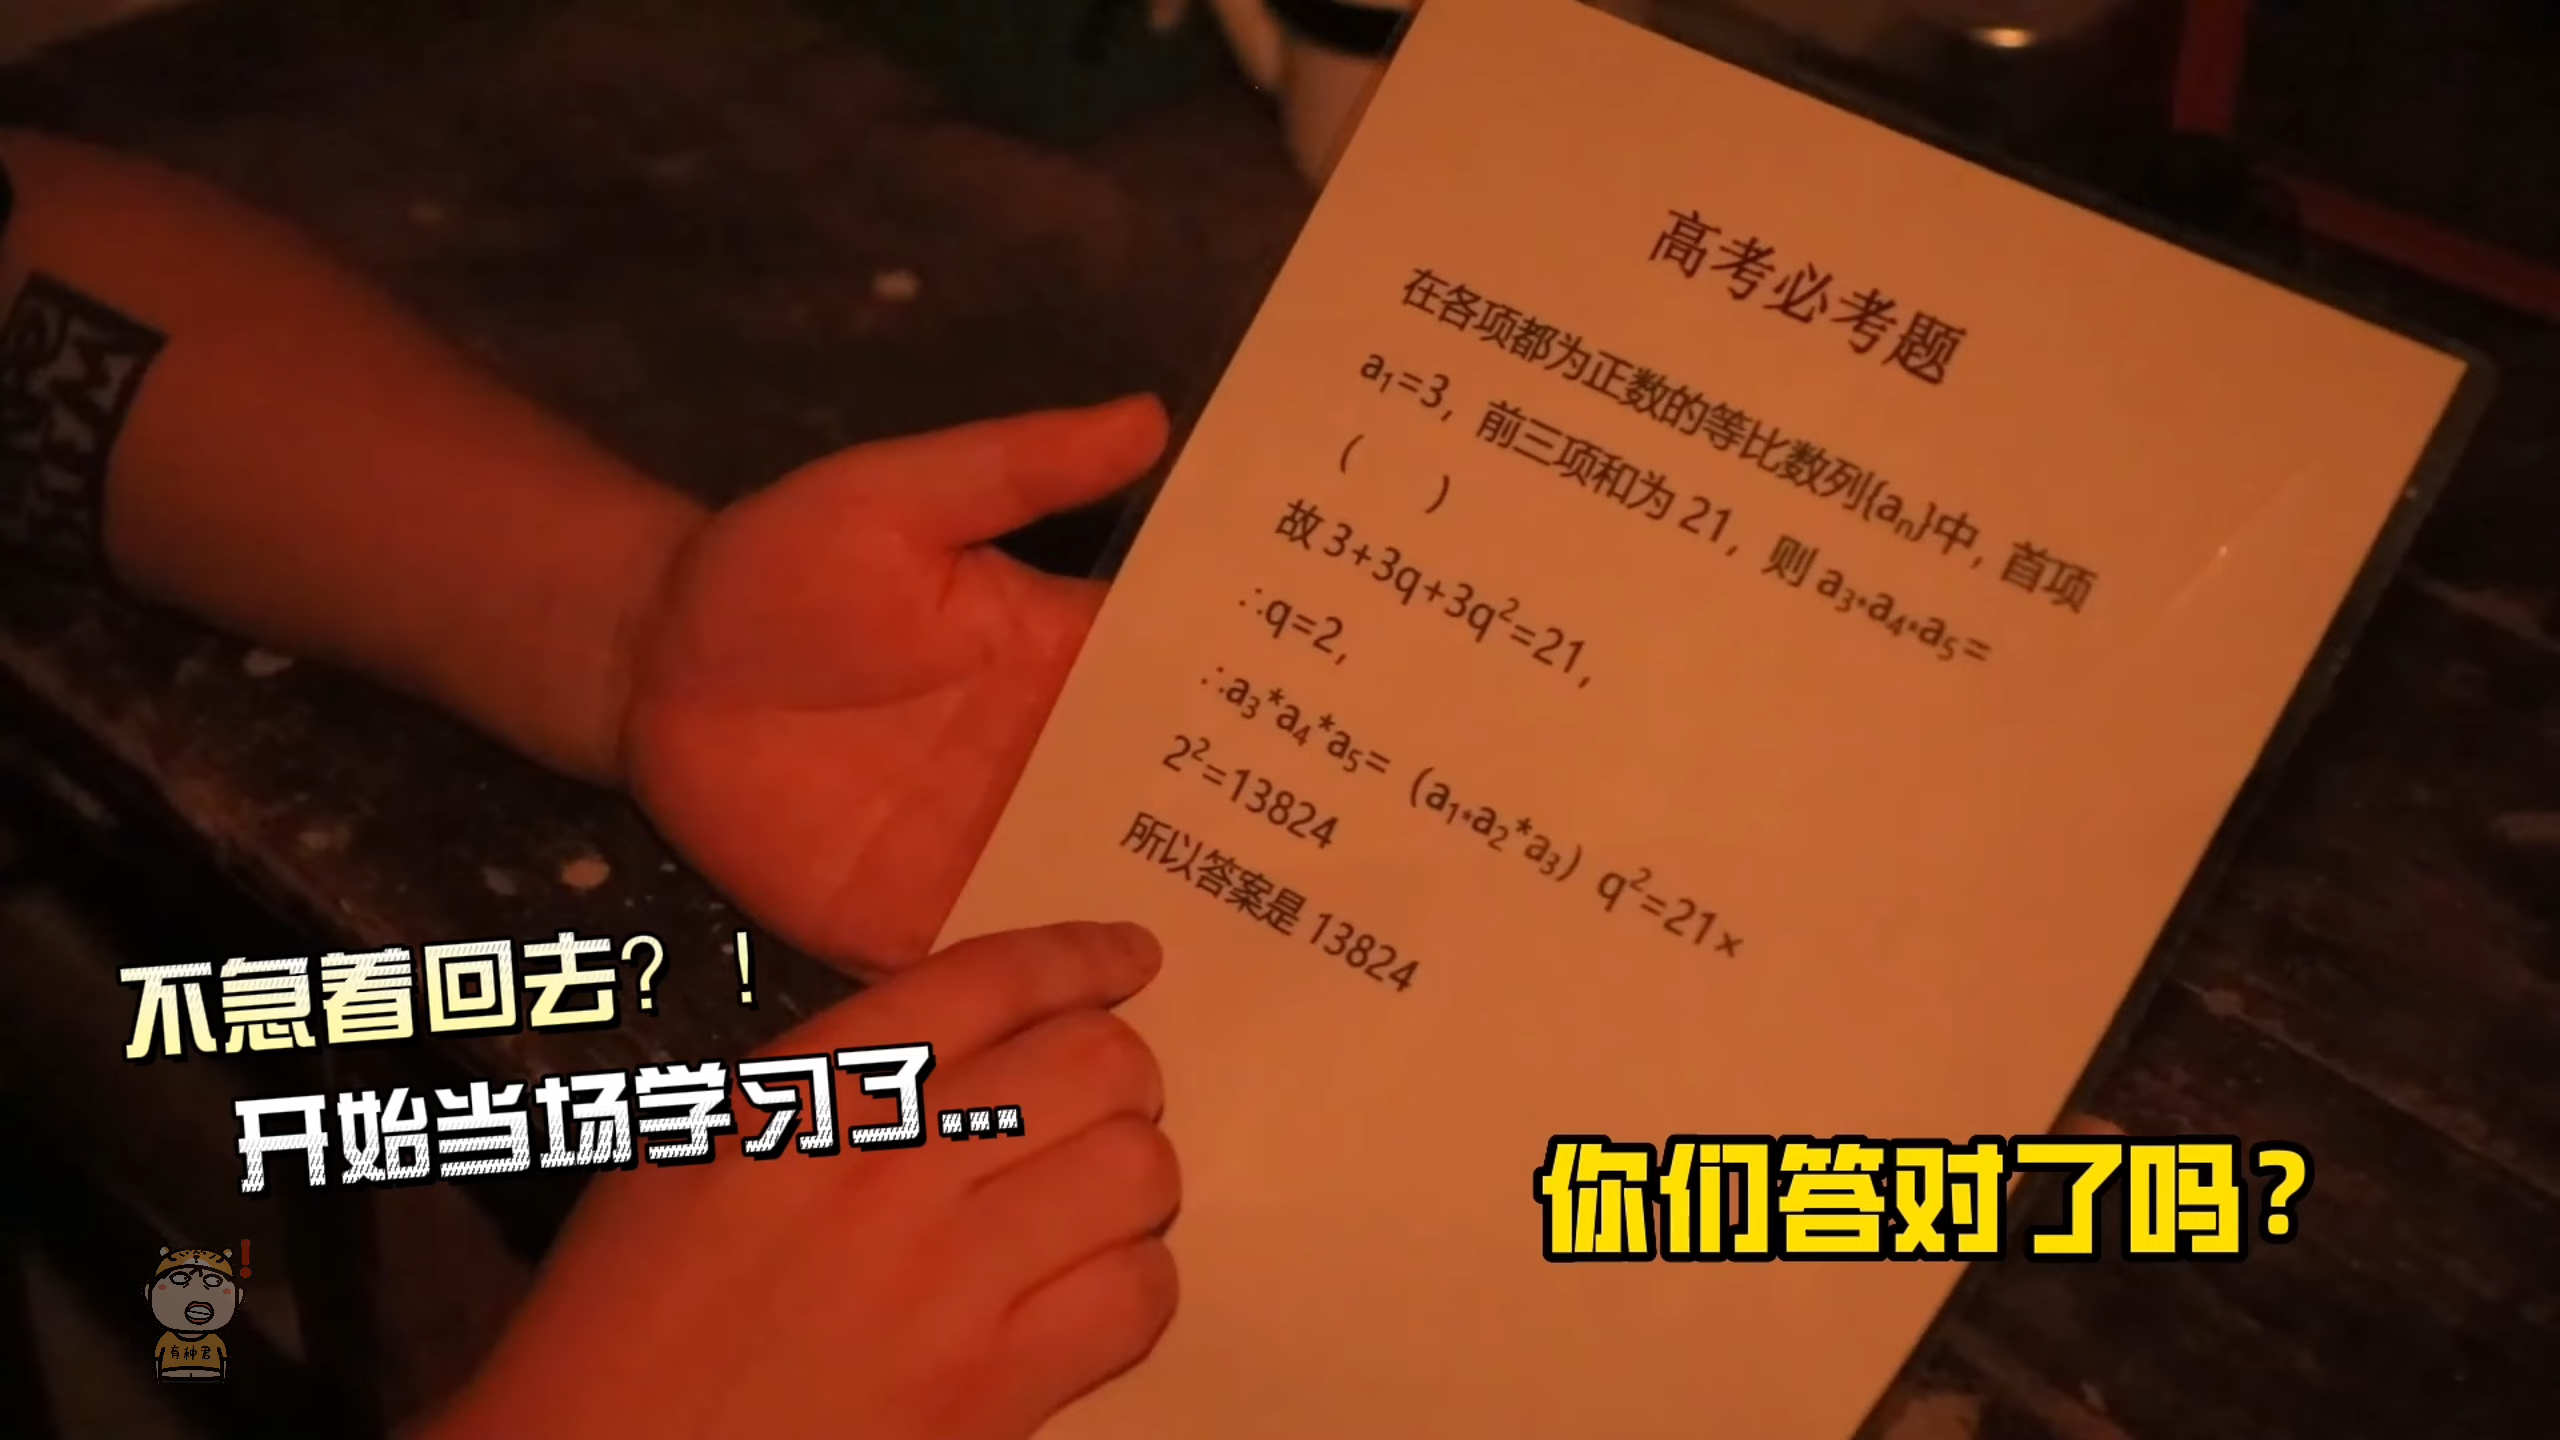 高考必考题
在各项都为正数的等比数列{aₙ}中, 首项
a₁=3, 前三项和为 21, 则 a₃*a₄*a₅=
(    )
故 3+3q+3q²=21,
∴q=2,
∴a₃*a₄*a₅= (a₁*a₂*a₃) q²=21×
2²=13824
所以答案是 13824
不急着回去?！
开始当场学习了...
你们答对了吗?
有种君